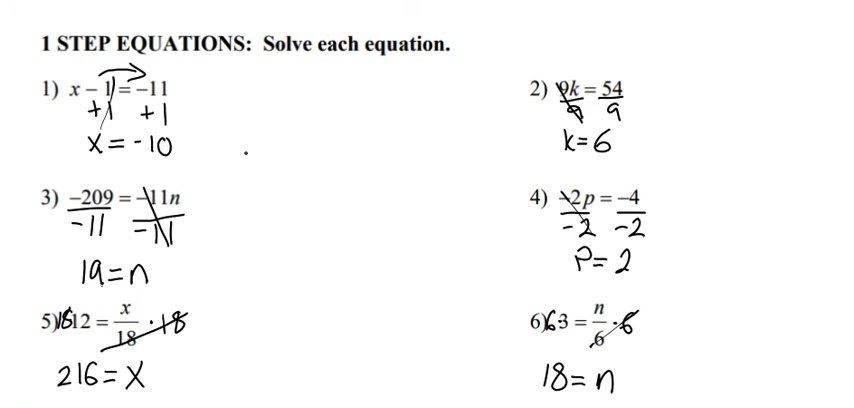 1 STEP EQUATIONS: Solve each equation.
1) x − 1 = −11
+1 +1
x = -10
2) 9k = 54
9 9
k = 6
3) −209 = −11n
-11 -11
19 = n
4) −2p = −4
-2 -2
P = 2
5) 18·12 = x/18 · 18
216 = x
6) 6·3 = n/6 · 6
18 = n